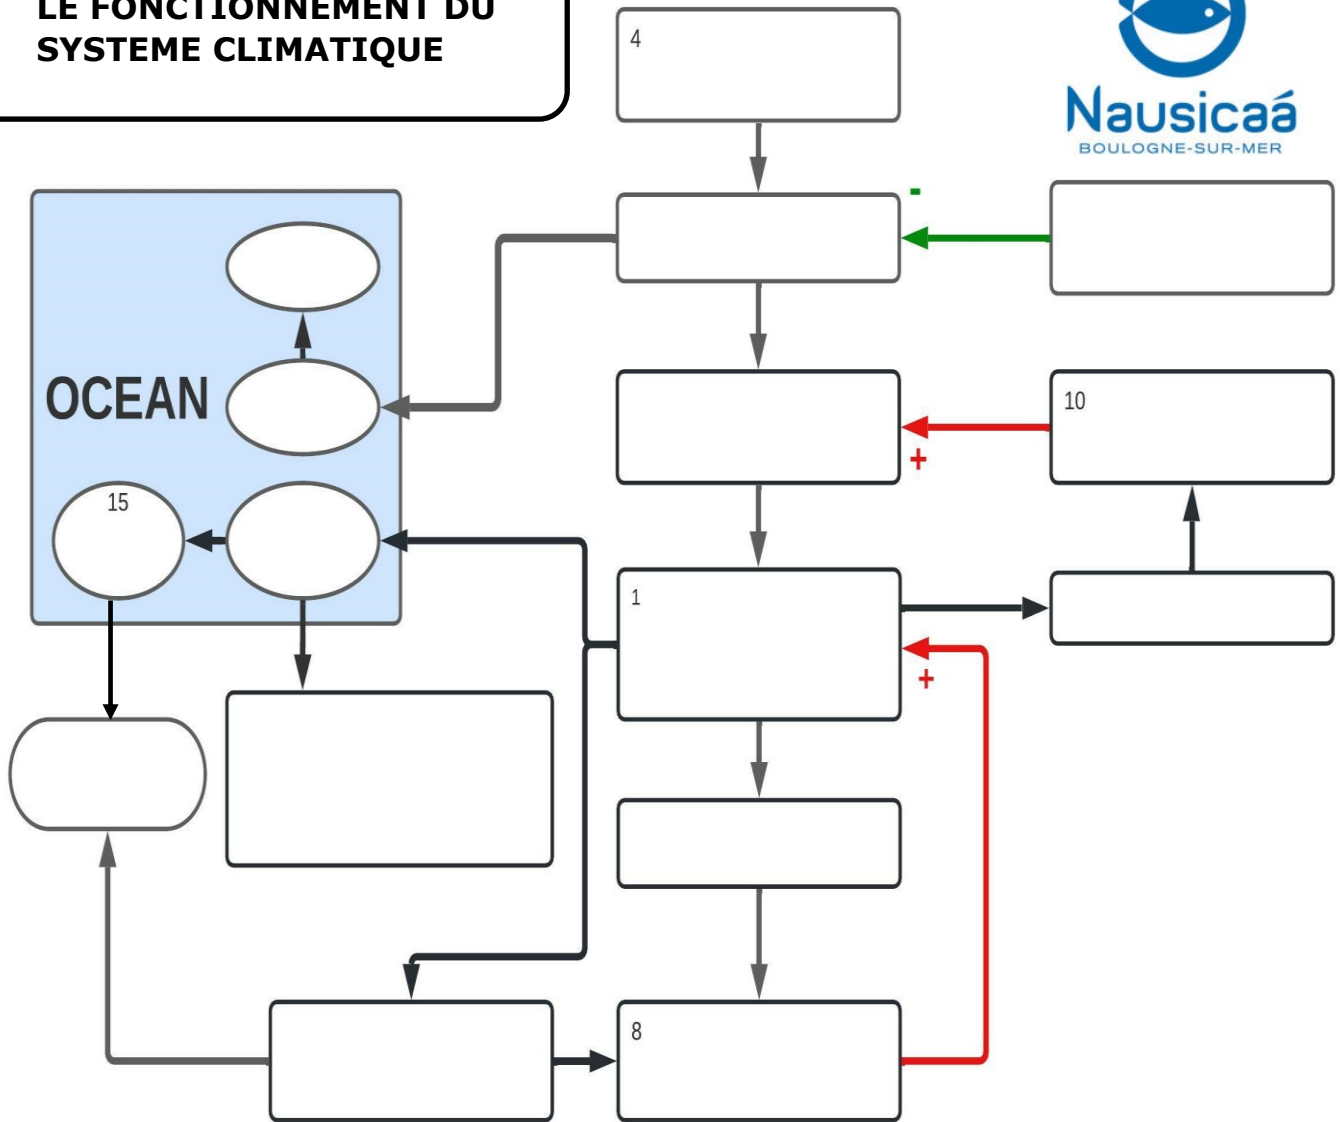 LE FONCTIONNEMENT DU
SYSTEME CLIMATIQUE
4
Nausicaá
BOULOGNE-SUR-MER
-
OCEAN
10
+
15
1
+
8